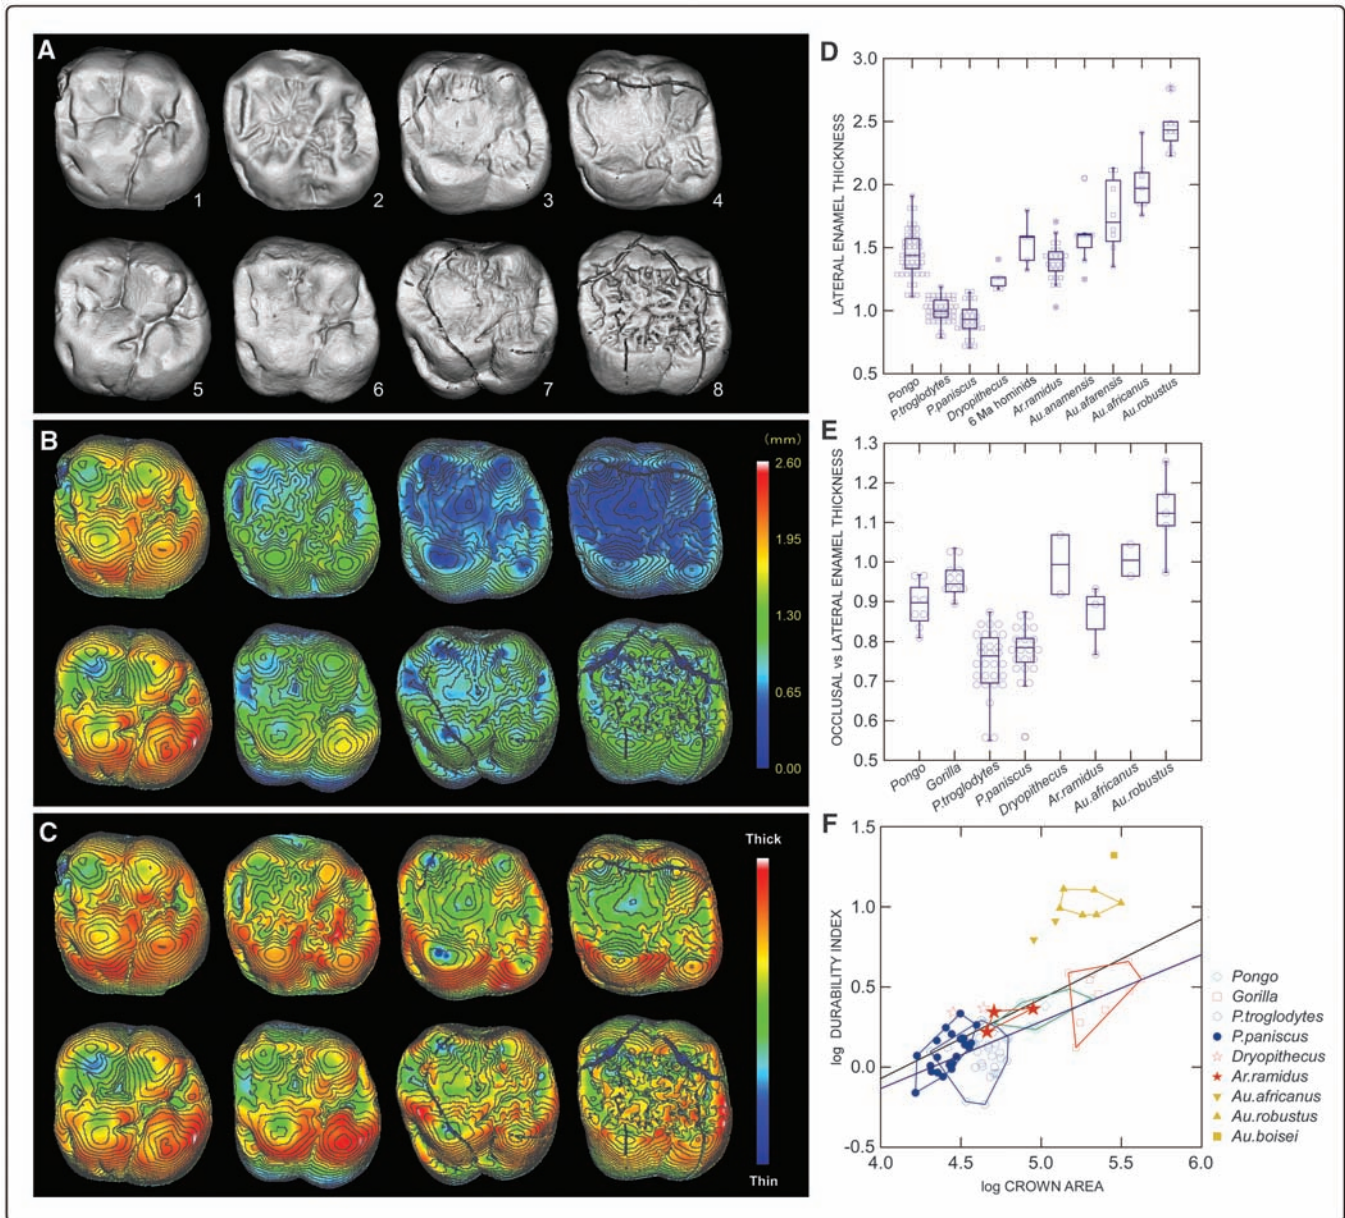 A
1
2
3
4
5
6
7
8
B
(mm)
2.60
1.95
1.30
0.65
0.00
C
Thick
Thin
D
LATERAL ENAMEL THICKNESS
3.0
2.5
2.0
1.5
1.0
0.5
Pongo
P.troglodytes
P.paniscus
Dryopithecus
6 Ma hominids
Ar.ramidus
Au.anamensis
Au.afarensis
Au.africanus
Au.robustus
E
OCCLUSAL vs LATERAL ENAMEL THICKNESS
1.3
1.2
1.1
1.0
0.9
0.8
0.7
0.6
0.5
Pongo
Gorilla
P.troglodytes
P.paniscus
Dryopithecus
Ar.ramidus
Au.africanus
Au.robustus
F
log DURABILITY INDEX
1.5
1.0
0.5
0.0
-0.5
4.0
4.5
5.0
5.5
6.0
log CROWN AREA
Pongo
Gorilla
P.troglodytes
P.paniscus
Dryopithecus
Ar.ramidus
Au.africanus
Au.robustus
Au.boisei